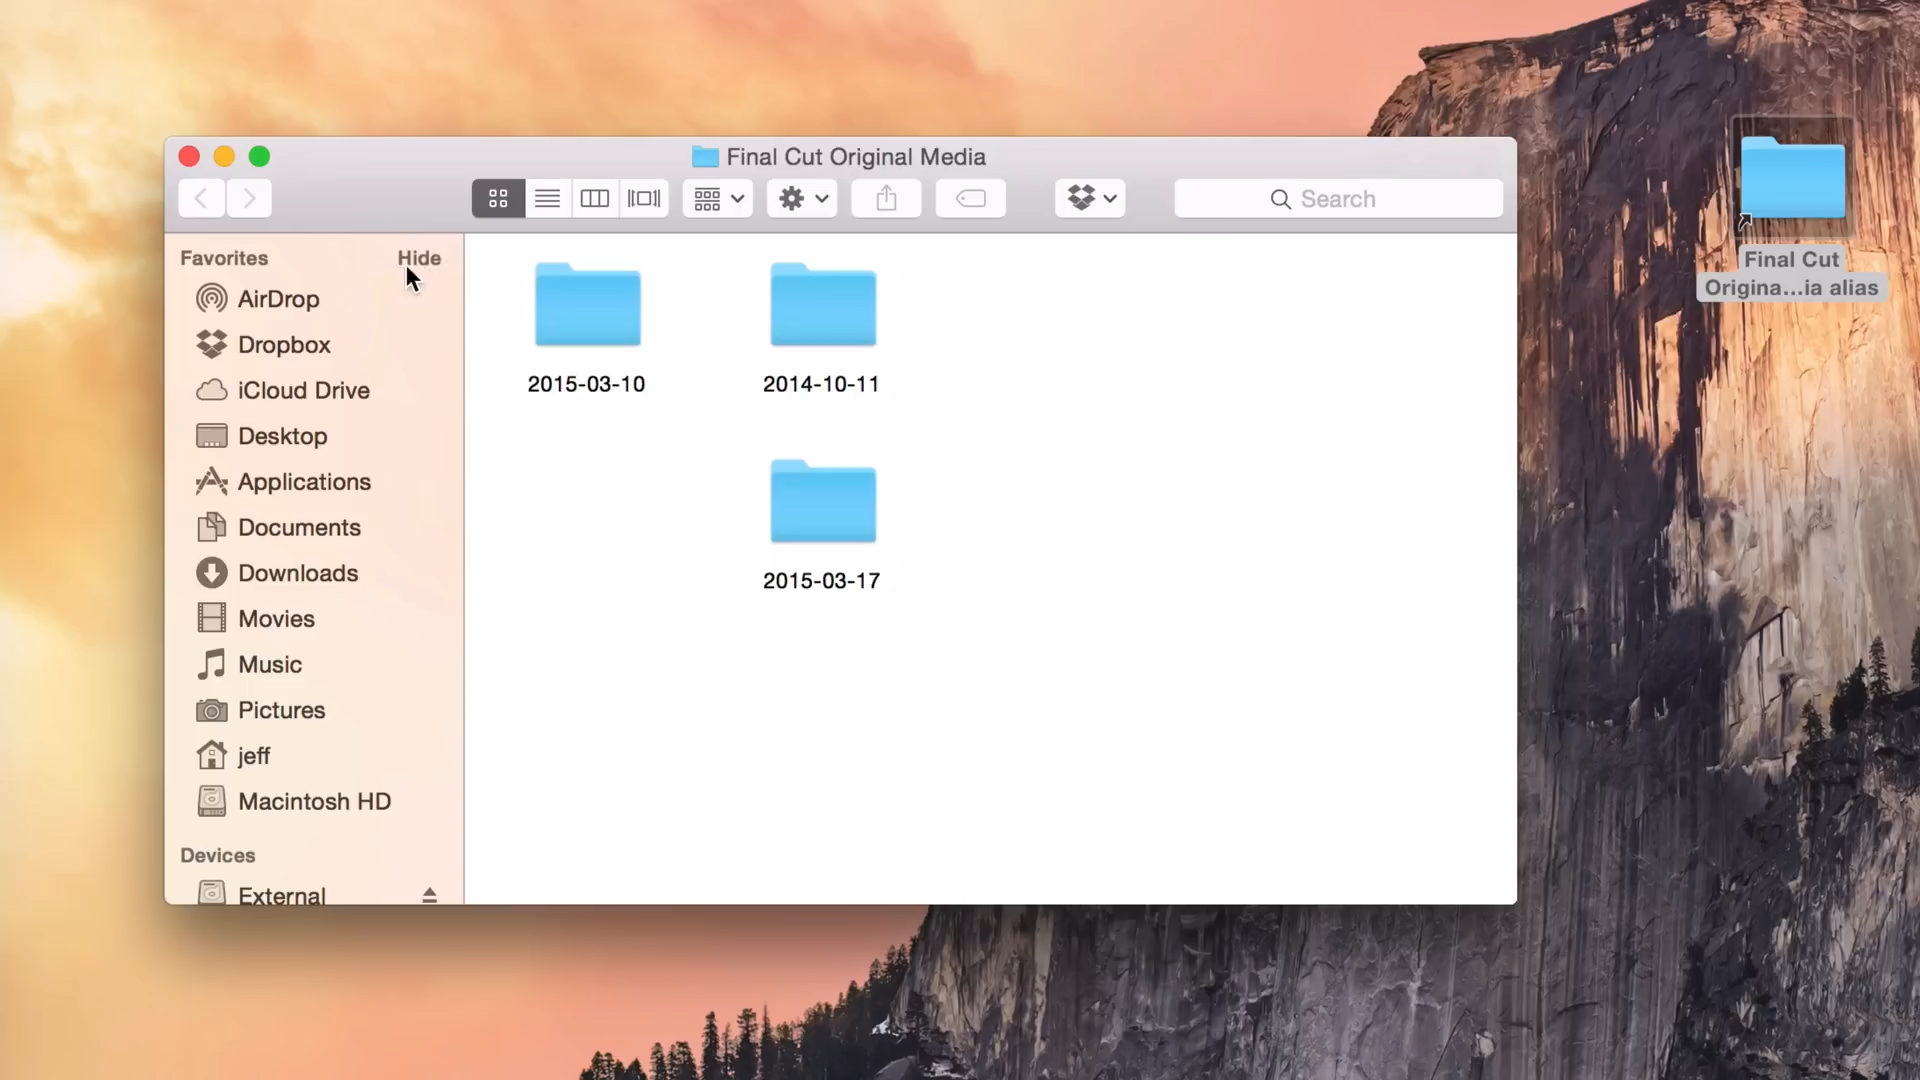 Final Cut Original Media
Search
Favorites
Hide
AirDrop
Dropbox
iCloud Drive
Desktop
Applications
Documents
Downloads
Movies
Music
Pictures
jeff
Macintosh HD
Devices
External
2015-03-10
2014-10-11
2015-03-17
Final Cut
Origina...ia alias